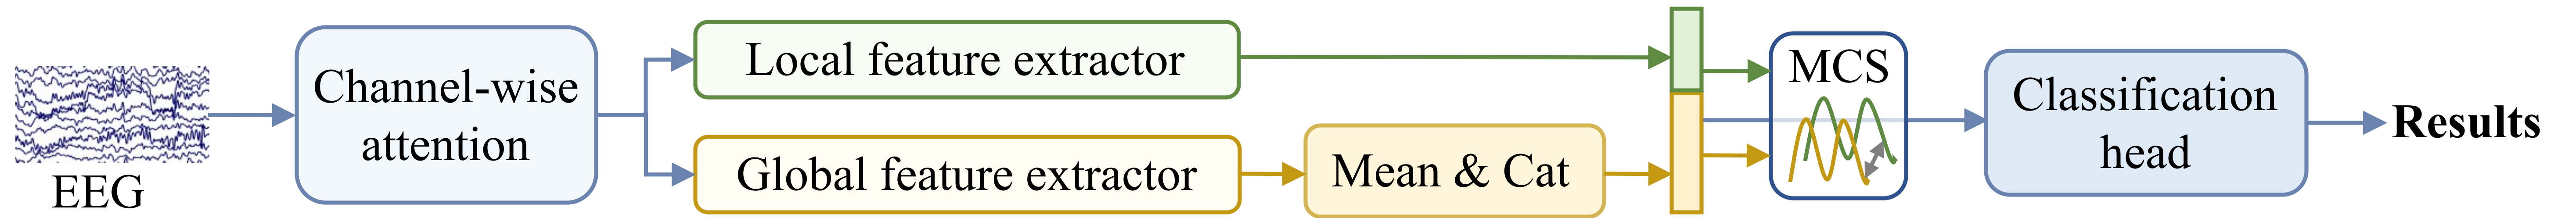 EEG
Channel-wise
attention
Local feature extractor
Global feature extractor
Mean & Cat
MCS
Classification
head
Results